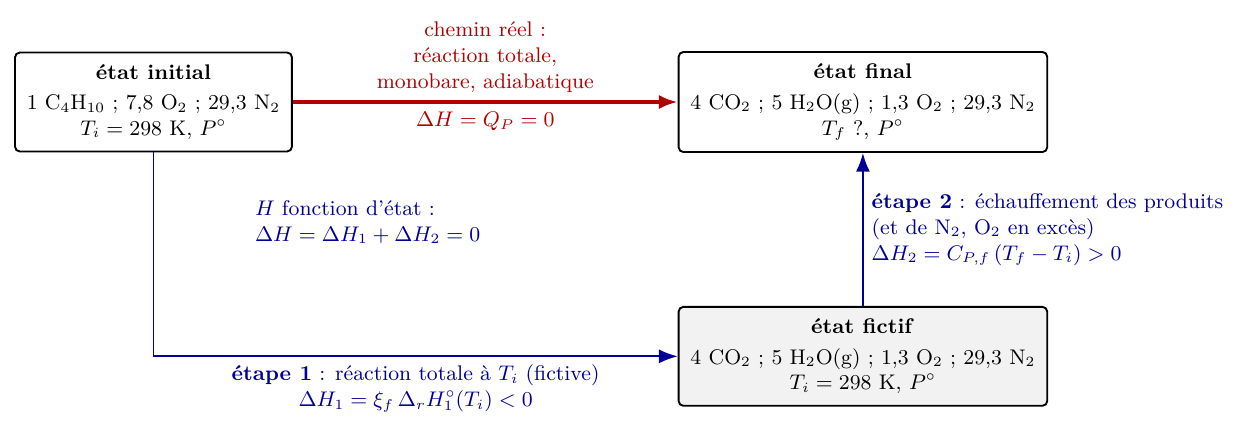 chemin réel :
réaction totale,
monobare, adiabatique
ΔH = Q_P = 0
état initial
1 C₄H₁₀ ; 7,8 O₂ ; 29,3 N₂
T_i = 298 K, P°
état final
4 CO₂ ; 5 H₂O(g) ; 1,3 O₂ ; 29,3 N₂
T_f ?, P°
H fonction d'état :
ΔH = ΔH₁ + ΔH₂ = 0
étape 2 : échauffement des produits
(et de N₂, O₂ en excès)
ΔH₂ = C_{P,f} (T_f − T_i) > 0
état fictif
4 CO₂ ; 5 H₂O(g) ; 1,3 O₂ ; 29,3 N₂
T_i = 298 K, P°
étape 1 : réaction totale à T_i (fictive)
ΔH₁ = ξ_f Δ_rH₁°(T_i) < 0